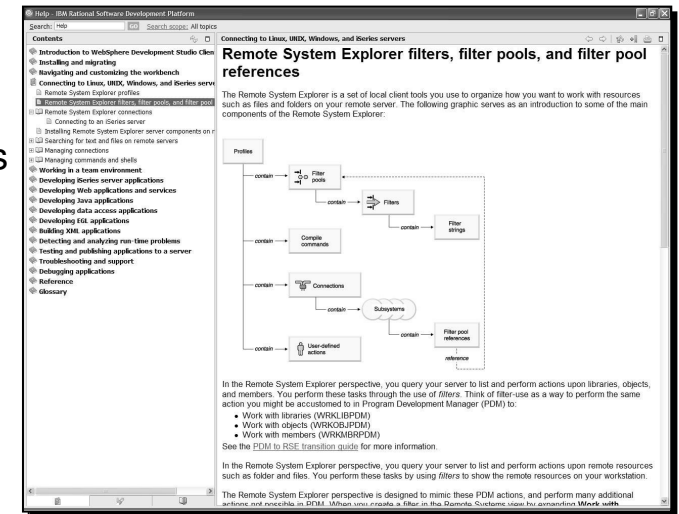 s
Help - IBM Rational Software Development Platform
Search: Help GO Search scope: All topics
Contents
Introduction to WebSphere Development Studio Clien
Installing and migrating
Navigating and customizing the workbench
Connecting to Linux, UNIX, Windows, and iSeries serve
Remote System Explorer profiles
Remote System Explorer filters, filter pools, and filter pool
Remote System Explorer connections
Connecting to an iSeries server
Installing Remote System Explorer server components on r
Searching for text and files on remote servers
Managing connections
Managing commands and shells
Working in a team environment
Developing iSeries server applications
Developing Web applications and services
Developing Java applications
Developing data access applications
Developing EGL applications
Building XML applications
Detecting and analyzing run-time problems
Testing and publishing applications to a server
Troubleshooting and support
Debugging applications
Reference
Glossary
Connecting to Linux, UNIX, Windows, and iSeries servers
Remote System Explorer filters, filter pools, and filter pool
references
The Remote System Explorer is a set of local client tools you use to organize how you want to work with resources
such as files and folders on your remote server. The following graphic serves as an introduction to some of the main
components of the Remote System Explorer:
Profiles
contain
Filter
pools
contain
Filters
contain
Filter
strings
contain
Compile
commands
contain
Connections
contain
Subsystems
contain
Filter pool
references
reference
contain
User-defined
actions
In the Remote System Explorer perspective, you query your server to list and perform actions upon libraries, objects,
and members. You perform these tasks through the use of filters. Think of filter-use as a way to perform the same
action you might be accustomed to in Program Development Manager (PDM) to:
• Work with libraries (WRKLIBPDM)
• Work with objects (WRKOBJPDM)
• Work with members (WRKMBRPDM)
See the PDM to RSE transition guide for more information.
In the Remote System Explorer perspective, you query your server to list and perform actions upon remote resources
such as folder and files. You perform these tasks by using filters to show the remote resources on your workstation.
The Remote System Explorer perspective is designed to mimic these PDM actions, and perform many additional
actions not possible in PDM. When you create a filter in the Remote Systems view by expanding Work with